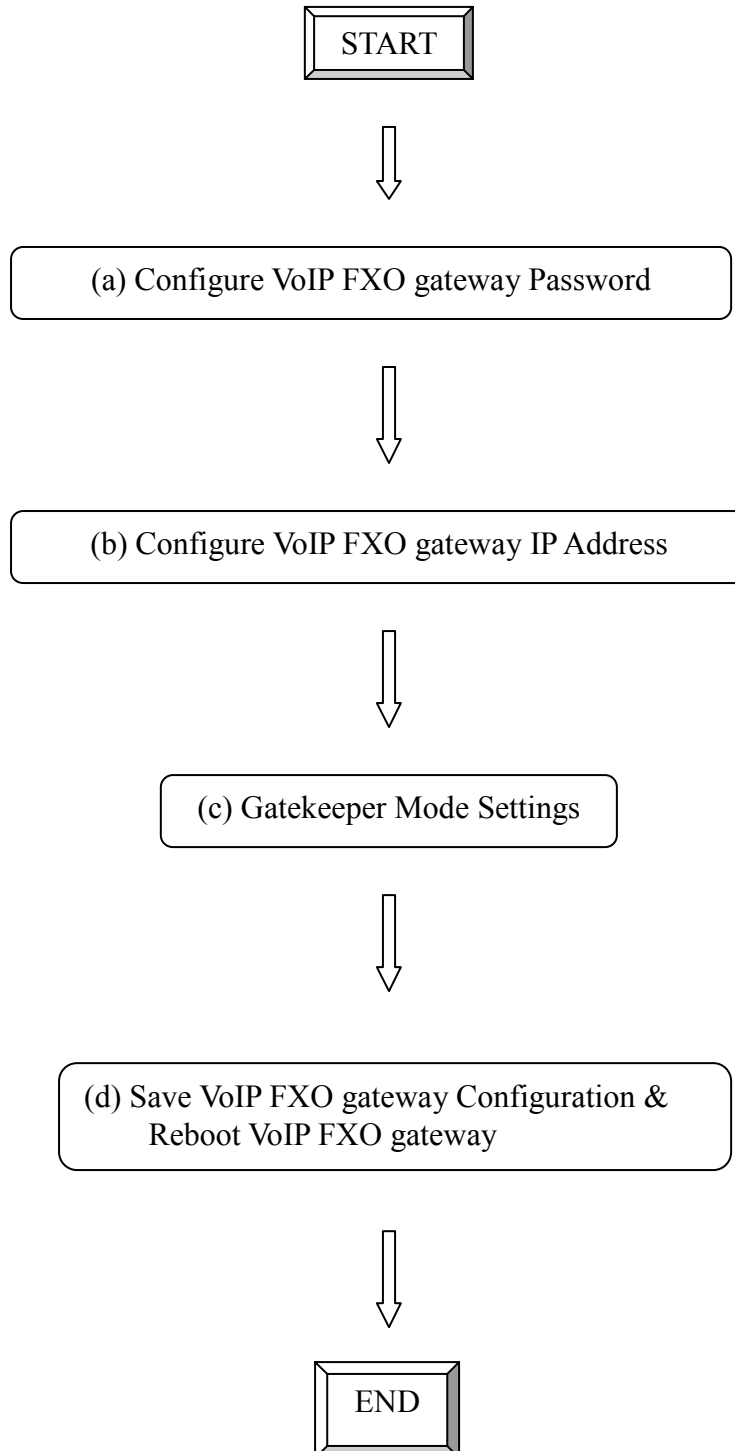 START
(a) Configure VoIP FXO gateway Password
(b) Configure VoIP FXO gateway IP Address
(c) Gatekeeper Mode Settings
(d) Save VoIP FXO gateway Configuration &
Reboot VoIP FXO gateway
END